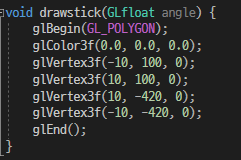 void drawstick(GLfloat angle) {
glBegin(GL_POLYGON);
glColor3f(0.0, 0.0, 0.0);
glVertex3f(-10, 100, 0);
glVertex3f(10, 100, 0);
glVertex3f(10, -420, 0);
glVertex3f(-10, -420, 0);
glEnd();
}